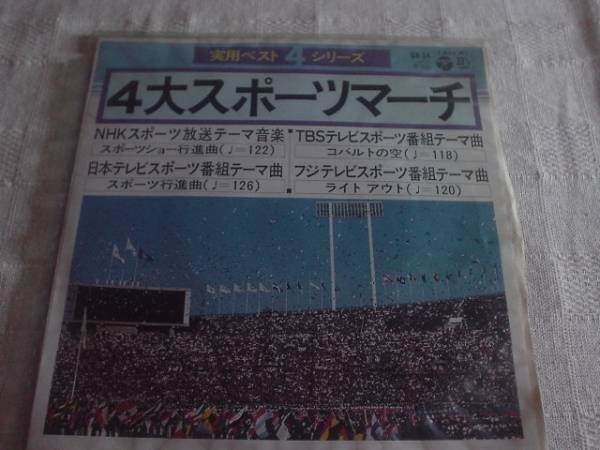 実用ベスト4シリーズ
4大スポーツマーチ
NHKスポーツ放送テーマ音楽
スポーツショー行進曲(♩=122)
TBSテレビスポーツ番組テーマ曲
コバルトの空(♩=118)
日本テレビスポーツ番組テーマ曲
スポーツ行進曲(♩=126)
フジテレビスポーツ番組テーマ曲
ライト アウト(♩=120)